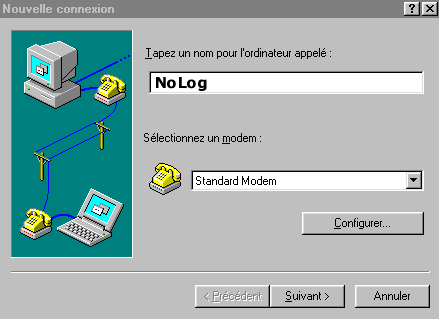 Nouvelle connexion
Tapez un nom pour l'ordinateur appelé :
NoLog
Sélectionnez un modem :
Standard Modem
Configurer...
< Précédent
Suivant >
Annuler